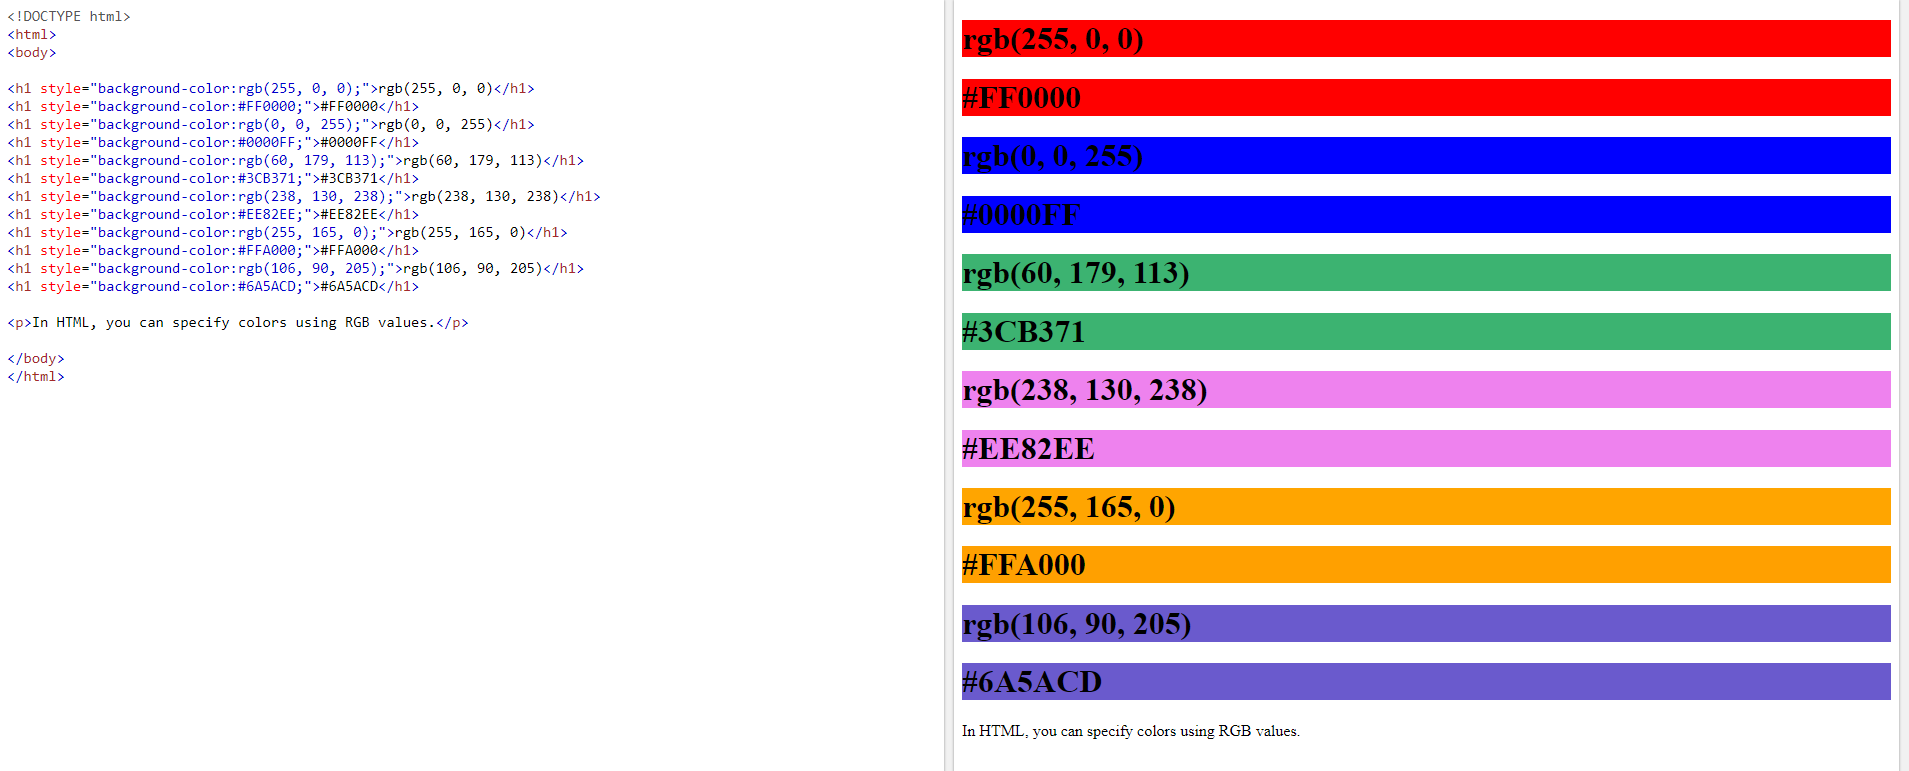 <!DOCTYPE html>
<html>
<body>
<h1 style="background-color:rgb(255, 0, 0);">rgb(255, 0, 0)</h1>
<h1 style="background-color:#FF0000;">#FF0000</h1>
<h1 style="background-color:rgb(0, 0, 255);">rgb(0, 0, 255)</h1>
<h1 style="background-color:#0000FF;">#0000FF</h1>
<h1 style="background-color:rgb(60, 179, 113);">rgb(60, 179, 113)</h1>
<h1 style="background-color:#3CB371;">#3CB371</h1>
<h1 style="background-color:rgb(238, 130, 238);">rgb(238, 130, 238)</h1>
<h1 style="background-color:#EE82EE;">#EE82EE</h1>
<h1 style="background-color:rgb(255, 165, 0);">rgb(255, 165, 0)</h1>
<h1 style="background-color:#FFA000;">#FFA000</h1>
<h1 style="background-color:rgb(106, 90, 205);">rgb(106, 90, 205)</h1>
<h1 style="background-color:#6A5ACD;">#6A5ACD</h1>
<p>In HTML, you can specify colors using RGB values.</p>
</body>
</html>
rgb(255, 0, 0)
#FF0000
rgb(0, 0, 255)
#0000FF
rgb(60, 179, 113)
#3CB371
rgb(238, 130, 238)
#EE82EE
rgb(255, 165, 0)
#FFA000
rgb(106, 90, 205)
#6A5ACD
In HTML, you can specify colors using RGB values.